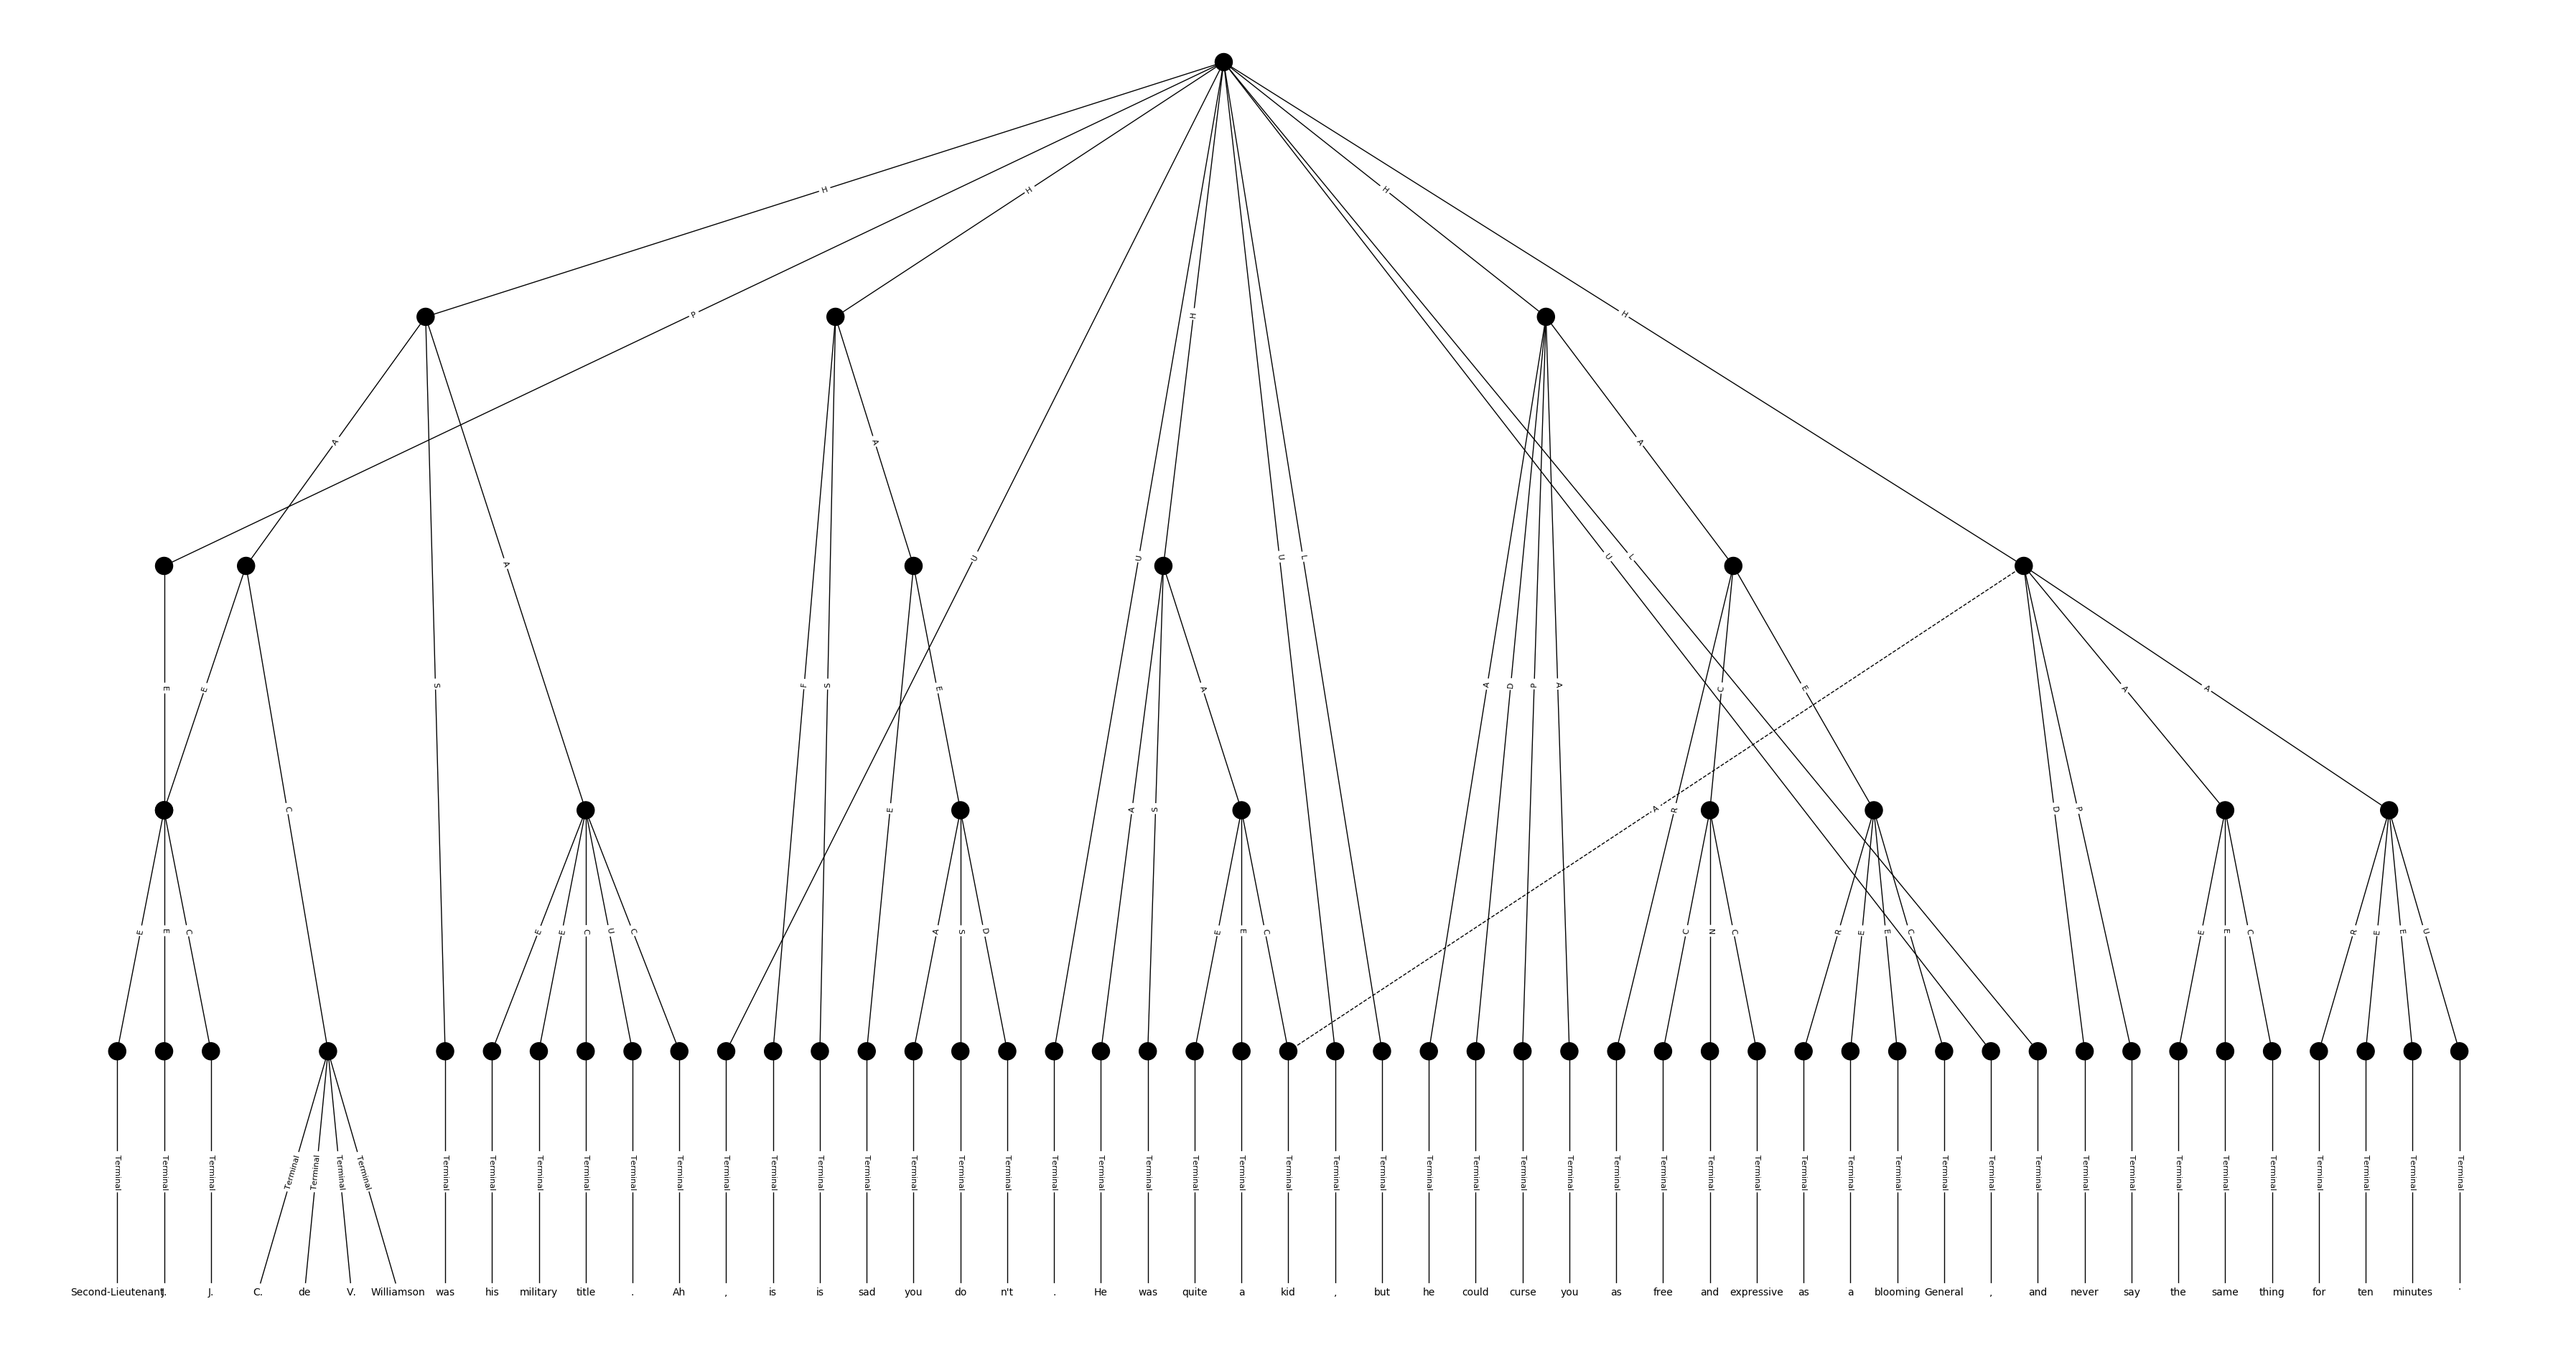 H H H
P H H
A A A
A U U U L U L
E E S F S E A A D P A C E A A
C E A S A R D P
E E C E E C U C A S D E E C C N C R E E C E E C R E E U
Terminal Terminal Terminal Terminal Terminal Terminal Terminal Terminal Terminal Terminal Terminal Terminal Terminal Terminal Terminal Terminal Terminal Terminal Terminal Terminal Terminal Terminal Terminal Terminal Terminal Terminal Terminal Terminal Terminal Terminal Terminal Terminal Terminal Terminal Terminal Terminal Terminal Terminal Terminal Terminal Terminal Terminal Terminal Terminal Terminal Terminal Terminal Terminal Terminal Terminal Terminal
Second-Lieutenant J. C. de V. Williamson was his military title . Ah , is is sad you do n't . He was quite a kid , but he could curse you as free and expressive as a blooming General , and never say the same thing for ten minutes .